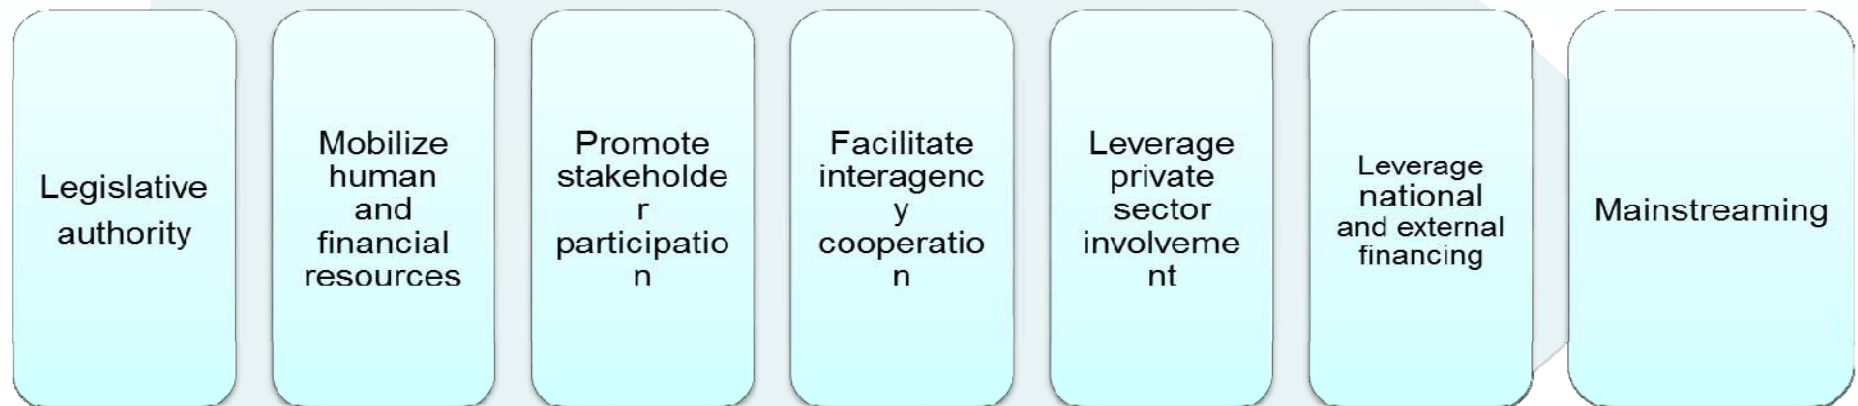 Legislative
authority
Mobilize
human
and
financial
resources
Promote
stakeholde
r
participatio
n
Facilitate
interagenc
y
cooperatio
n
Leverage
private
sector
involveme
nt
Leverage
national
and external
financing
Mainstreaming